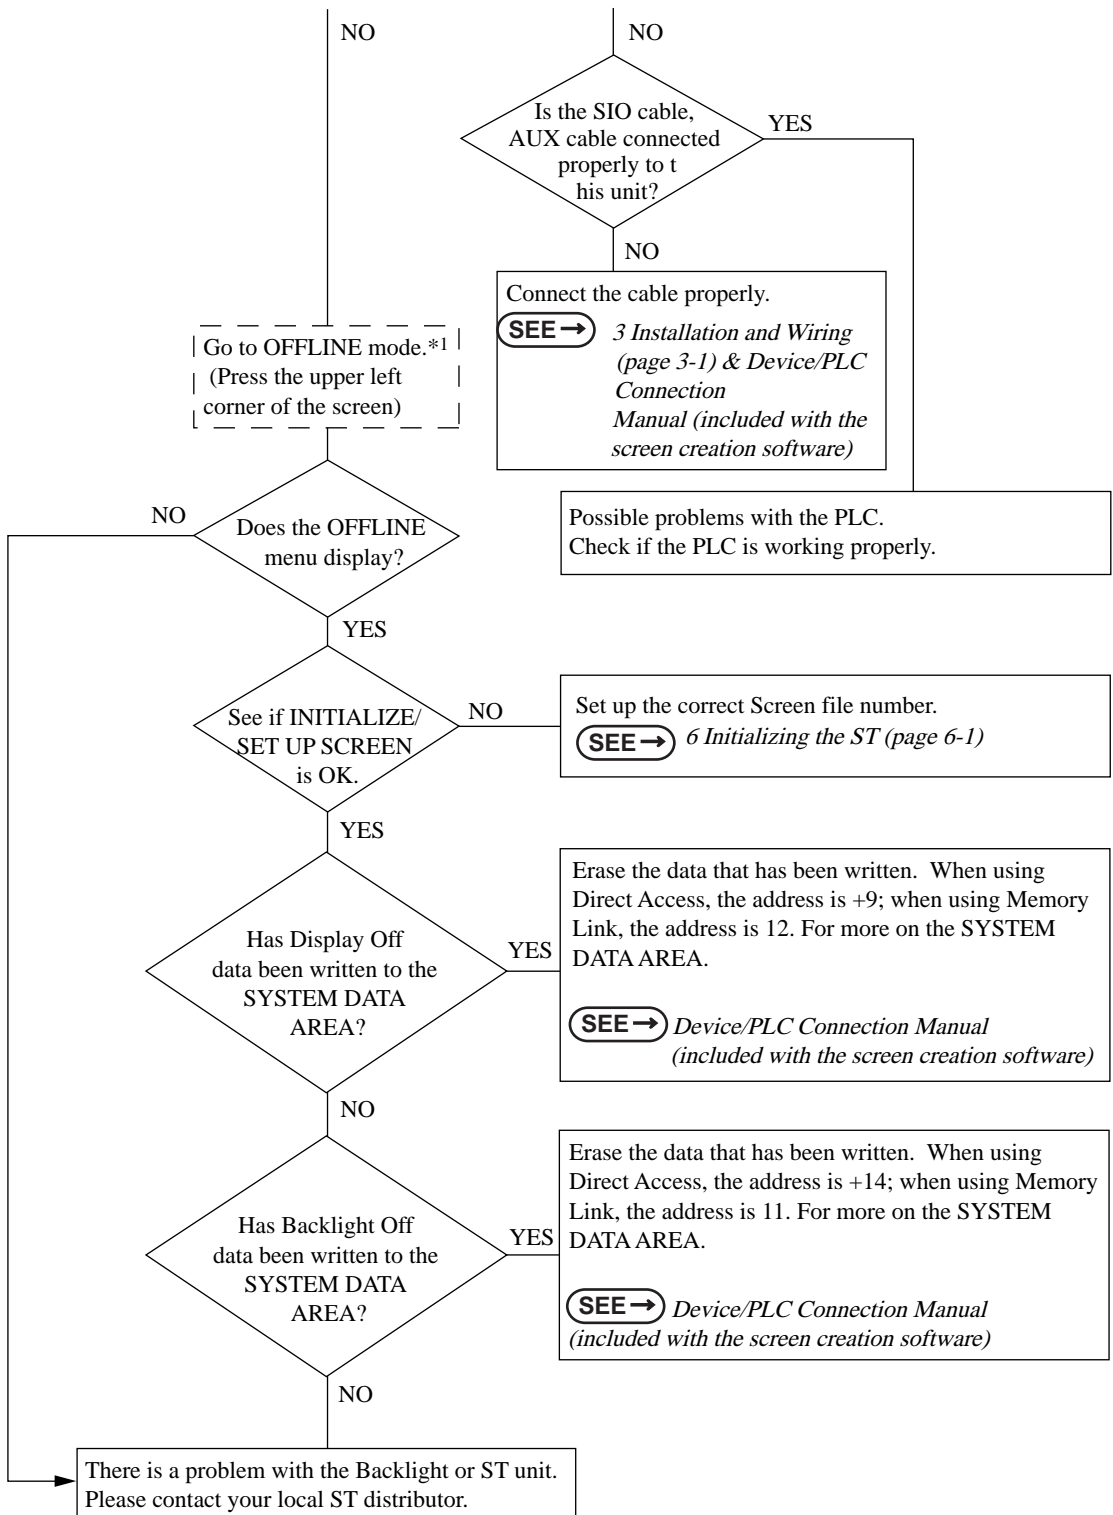 NO
NO
Is the SIO cable,
AUX cable connected
properly to t
his unit?
YES
NO
Connect the cable properly.
SEE → 3 Installation and Wiring
(page 3-1) & Device/PLC
Connection
Manual (included with the
screen creation software)
Go to OFFLINE mode.*1
(Press the upper left
corner of the screen)
NO
Does the OFFLINE
menu display?
Possible problems with the PLC.
Check if the PLC is working properly.
YES
See if INITIALIZE/
SET UP SCREEN
is OK.
NO
Set up the correct Screen file number.
SEE → 6 Initializing the ST (page 6-1)
YES
Has Display Off
data been written to the
SYSTEM DATA
AREA?
YES
Erase the data that has been written. When using
Direct Access, the address is +9; when using Memory
Link, the address is 12. For more on the SYSTEM
DATA AREA.
SEE → Device/PLC Connection Manual
(included with the screen creation software)
NO
Has Backlight Off
data been written to the
SYSTEM DATA
AREA?
YES
Erase the data that has been written. When using
Direct Access, the address is +14; when using Memory
Link, the address is 11. For more on the SYSTEM
DATA AREA.
SEE → Device/PLC Connection Manual
(included with the screen creation software)
NO
There is a problem with the Backlight or ST unit.
Please contact your local ST distributor.